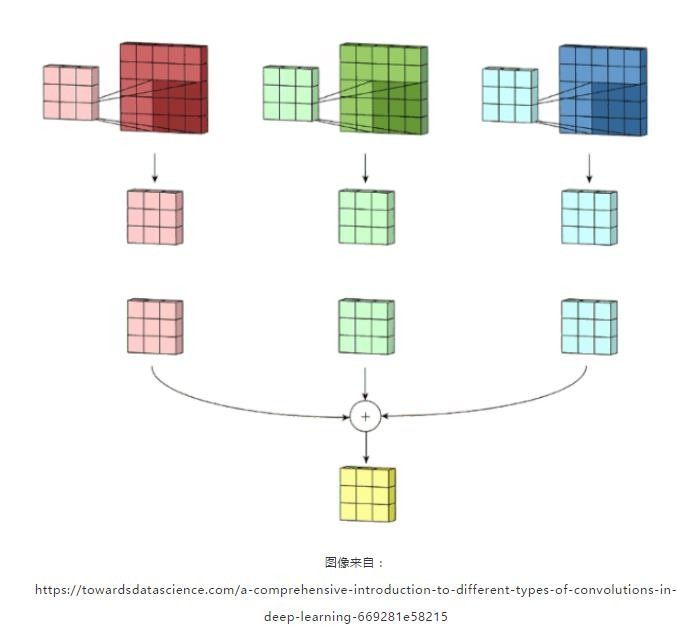 +
图像来自：
https://towardsdatascience.com/a-comprehensive-introduction-to-different-types-of-convolutions-in-
deep-learning-669281e58215